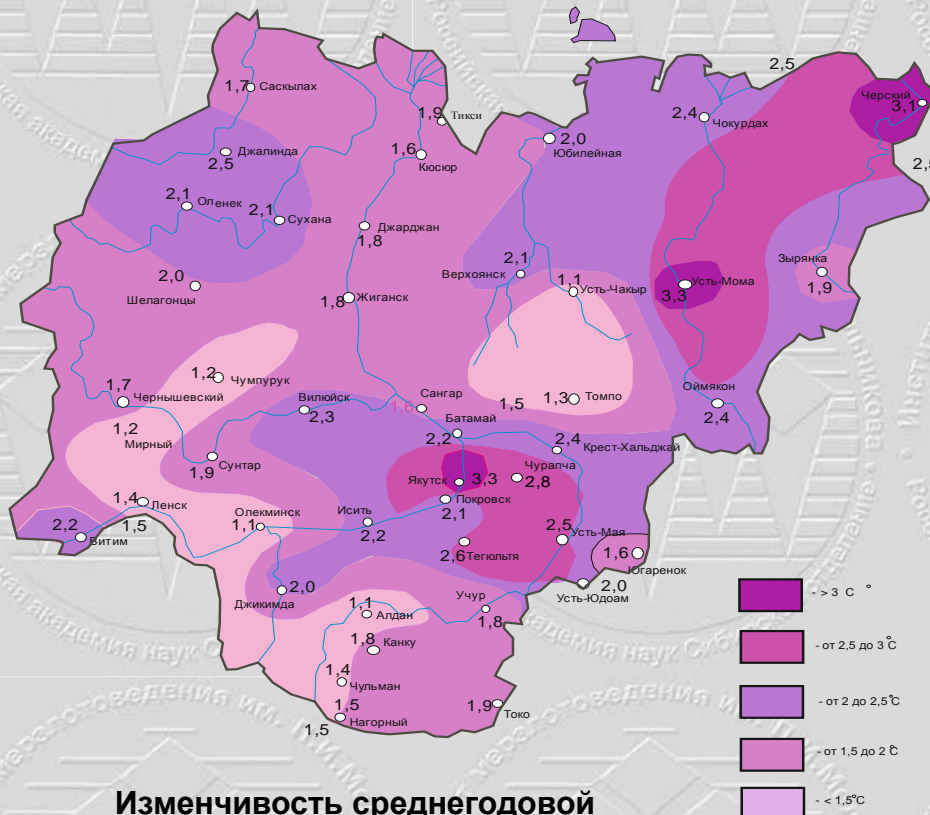 2,5
1,7 Саскылах
Черский
3,1
2,4
Чокурдах
1,9 Тикси
2,0
Юбилейная
Джалинда
2,5
1,6
Кюсюр
2,1
Оленек
2,1
Сухана
Джарджан
1,8
Верхоянск
2,1
Зырянка
1,9
2,0
Шелагонцы
1,8 Жиганск
1,1
Усть-Чакыр
Усть-Мома
3,3
1,2 Чумпурук
1,7
Чернышевский
Вилюйск
2,3
1,6
Сангар
1,5
1,3 Томпо
Оймякон
2,4
1,2
Мирный
Батамай
2,2
2,4
Крест-Хальджай
1,9
Сунтар
Якутск 3,3
Чурапча
2,8
1,4 Ленск
1,5
Олекминск
1,1
Исить
2,2
Покровск
2,1
2,2
Витим
2,6 Тегюльтя
2,5 Усть-Мая
1,6
Югаренок
2,0
Джикимда
Учур
1,8
2,0
Усть-Юдоам
1,1
Алдан
1,8 Канку
1,4
Чульман
1,5
Нагорный
1,5
1,9
Токо
- > 3 С °
- от 2,5 до 3°С
- от 2 до 2,5°С
- от 1,5 до 2°С
- < 1,5°С
Изменчивость среднегодовой